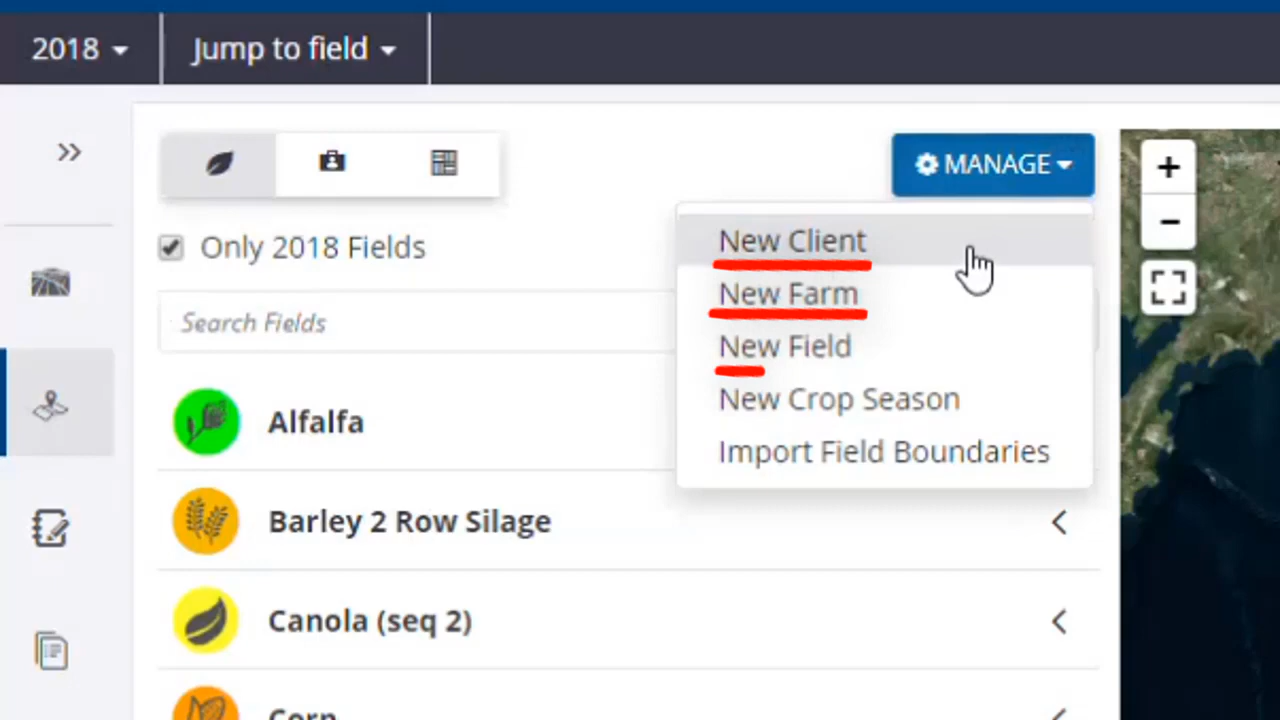 2018
Jump to field
MANAGE
Only 2018 Fields
New Client
New Farm
Search Fields
New Field
New Crop Season
Import Field Boundaries
Alfalfa
Barley 2 Row Silage
Canola (seq 2)
Corn